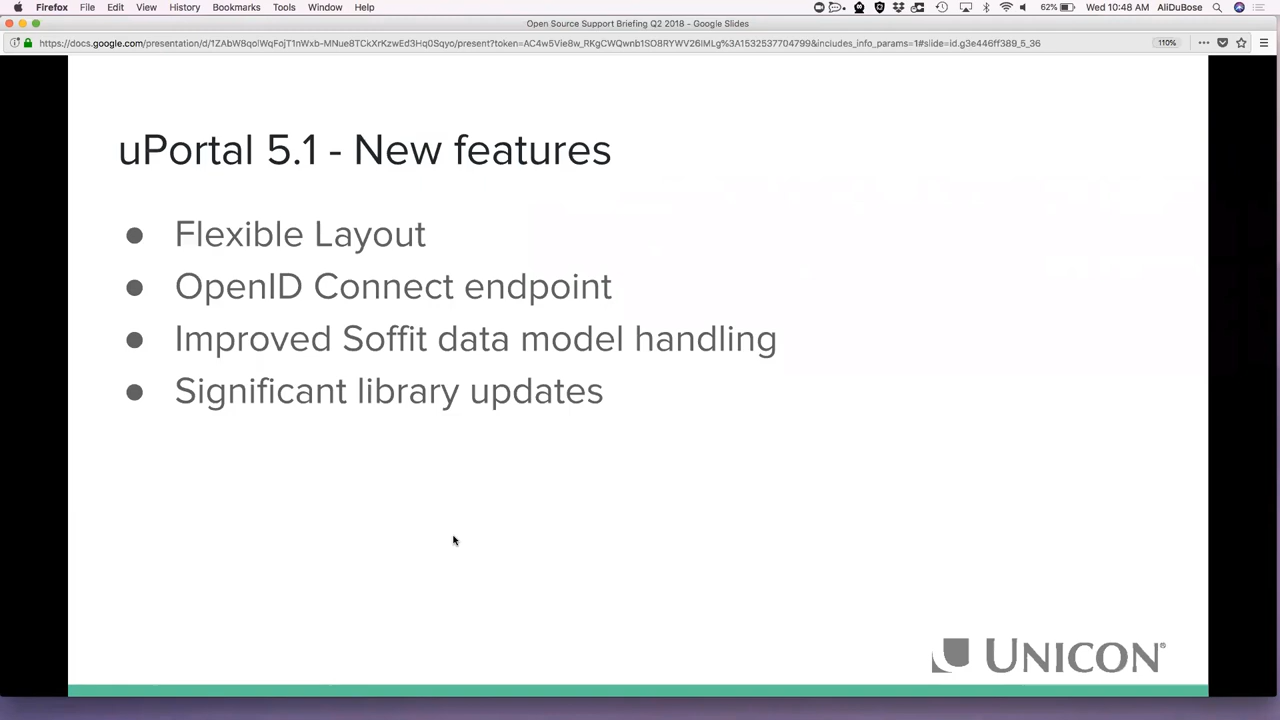 Firefox File Edit View History Bookmarks Tools Window Help 62% Wed 10:48 AM AliDuBose
Open Source Support Briefing Q2 2018 - Google Slides
110%
uPortal 5.1 - New features
● Flexible Layout
● OpenID Connect endpoint
● Improved Soffit data model handling
● Significant library updates
UNICON®